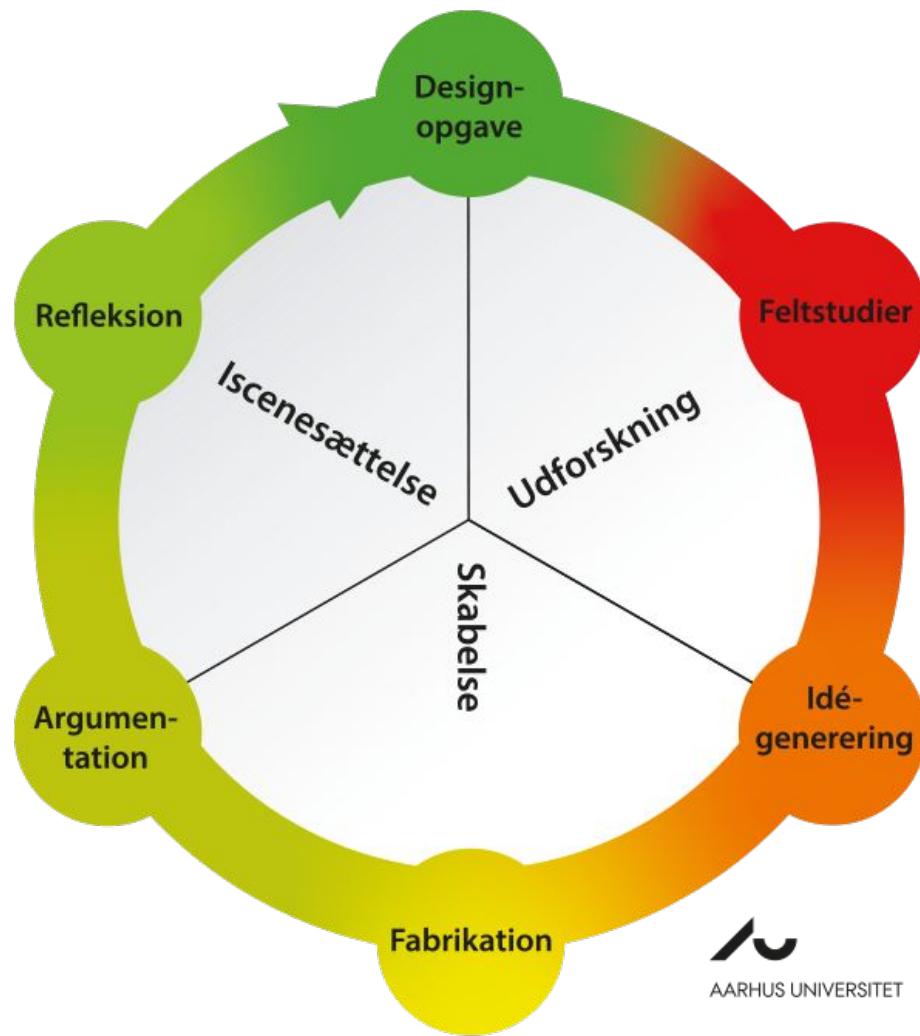 Design-
opgave
Refleksion
Feltstudier
Iscenesættelse
Udforskning
Skabelse
Argumen-
tation
Idé-
generering
Fabrikation
AARHUS UNIVERSITET